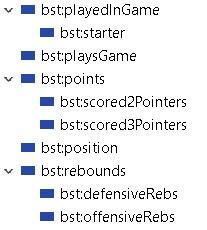 bst:playedInGame
bst:starter
bst:playsGame
bst:points
bst:scored2Pointers
bst:scored3Pointers
bst:position
bst:rebounds
bst:defensiveRebs
bst:offensiveRebs